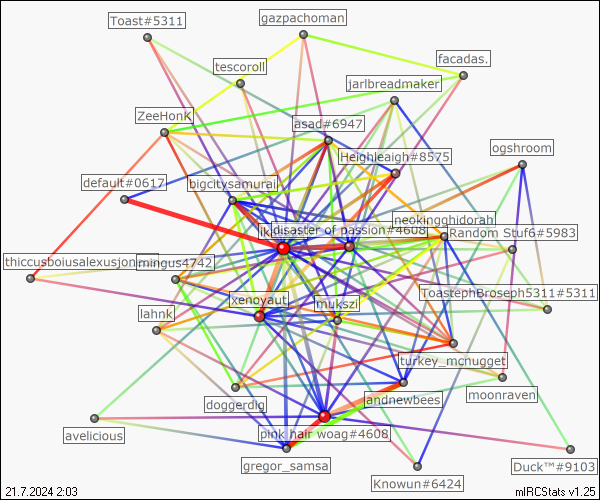 Toast#5311
gazpachoman
tescoroll
facadas.
jarlbreadmaker
ZeeHonk
asad#6947
ogshroom
Heighleaigh#8575
default#0617
bigcitysamurai
neokingghidorah
disaster of passion#4608
Random Stuf6#5983
thiccusboiusalexusjon
mingus4742
ToastephBroseph5311#5311
xenoyaut
mukszi
lahnk
turkey_mcnugget
doggerdig
andnewbees
moonraven
avelicious
pink hair woag#4608
gregor_samsa
Duck™#9103
Knowun#6424
21.7.2024 2:03
mIRCStats v1.25